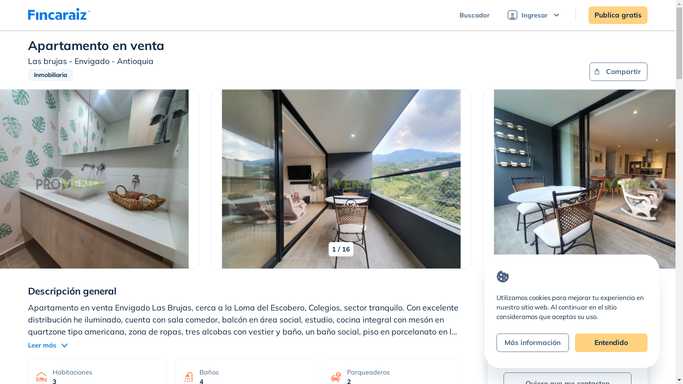 Fincaraiz
Buscador
Ingresar
Publica gratis
Apartamento en venta
Las brujas - Envigado - Antioquia
Inmobiliaria
Compartir
1 / 16
Descripción general
Apartamento en venta Envigado Las Brujas, cerca a la Loma del Escobero, Colegios, sector tranquilo. Con excelente
distribución he iluminado, cuenta con sala comedor, balcón en área social, estudio, cocina integral con mesón en
quartzone tipo americana, zona de ropas, tres alcobas con vestier y baño, un baño social, piso en porcelanato en l...
Leer más
Habitaciones
3
Baños
4
Parqueaderos
2
Utilizamos cookies para mejorar tu experiencia en
nuestro sitio web. Al continuar en el sitio
consideramos que aceptas su uso.
Más información
Entendido
Quiero que me contacten